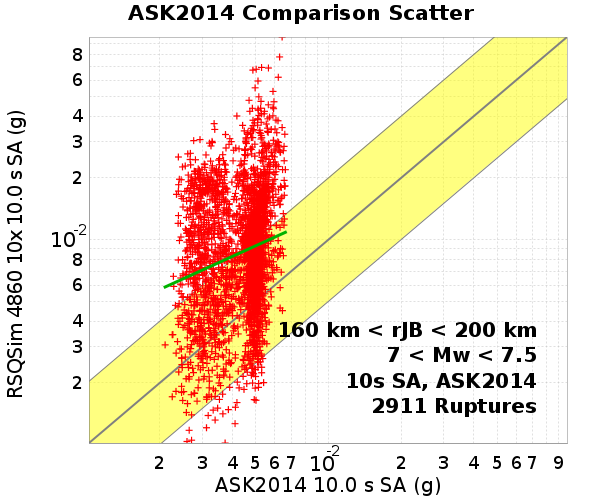 ASK2014 Comparison Scatter
RSQSim 4860 10x 10.0 s SA (g)
8
6
4
3
2
10-2
8
6
4
3
2
160 km < rJB < 200 km
7 < Mw < 7.5
10s SA, ASK2014
2911 Ruptures
2 3 4 5 6 7 10-2 2 3 4 5 6 7 9
ASK2014 10.0 s SA (g)